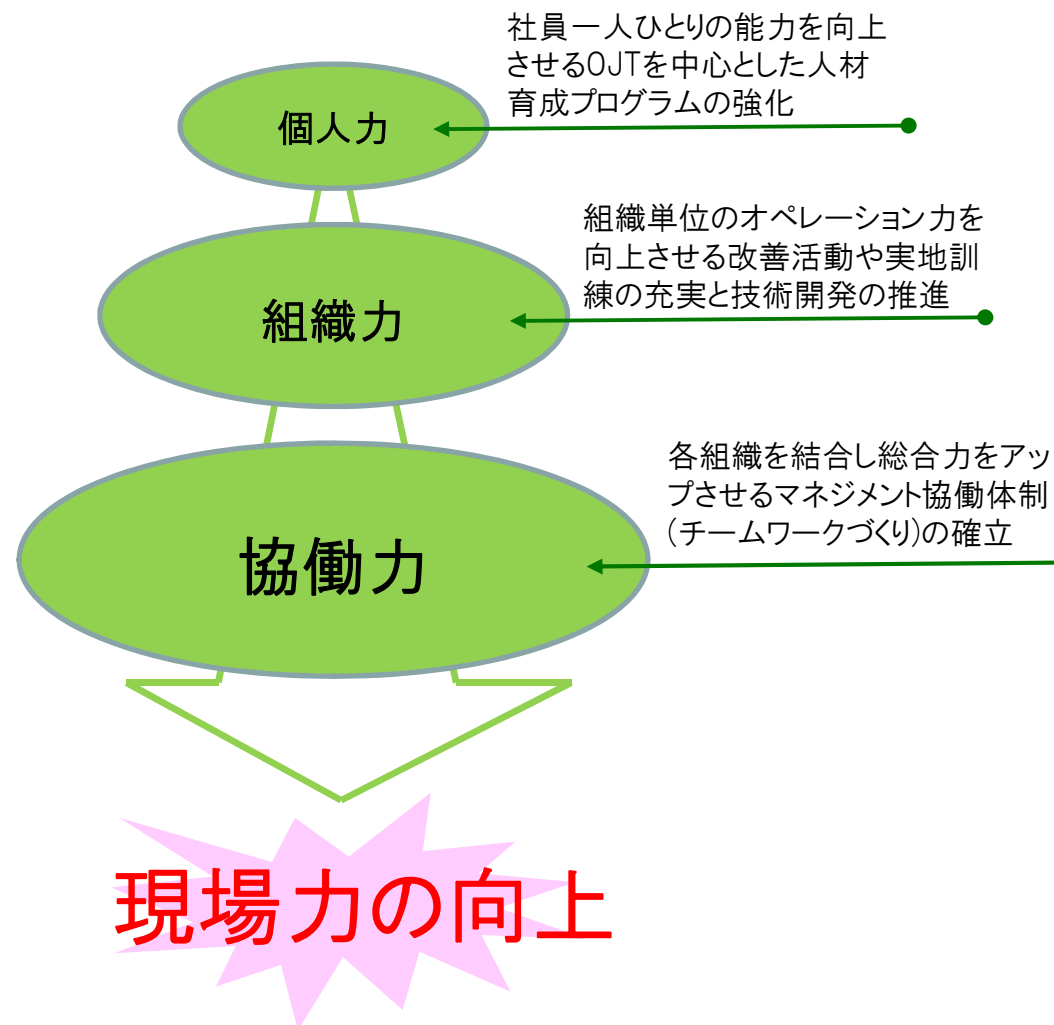 社員一人ひとりの能力を向上
させるOJTを中心とした人材
育成プログラムの強化
個人力
組織単位のオペレーション力を
向上させる改善活動や実地訓
練の充実と技術開発の推進
組織力
各組織を結合し総合力をアッ
プさせるマネジメント協働体制
(チームワークづくり)の確立
協働力
現場力の向上